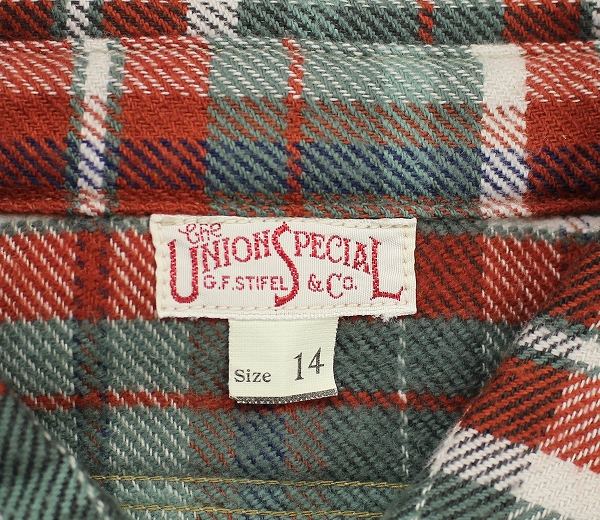 The
UNION SPECIAL
G.F. STIFEL & CO.
Size 14